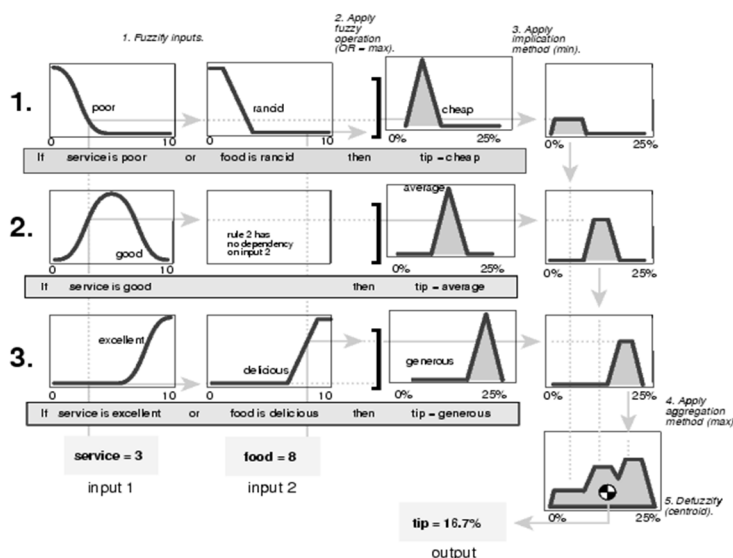 1. Fuzzify inputs.
2. Apply
fuzzy
operation
(OR = max).
3. Apply
implication
method (min).
1.
poor
rancid
cheap
0
10
0
10
0%
25%
0%
25%
If service is poor or food is rancid then tip = cheap
2.
good
rule 2 has
no dependency
on input 2
average
0
10
0%
25%
0%
25%
If service is good then tip = average
3.
excellent
delicious
generous
0
10
0
10
0%
25%
0%
25%
If service is excellent or food is delicious then tip = generous
4. Apply
aggregation
method (max).
service = 3
food = 8
input 1
input 2
0%
25%
5. Defuzzify
(centroid).
tip = 16.7%
output